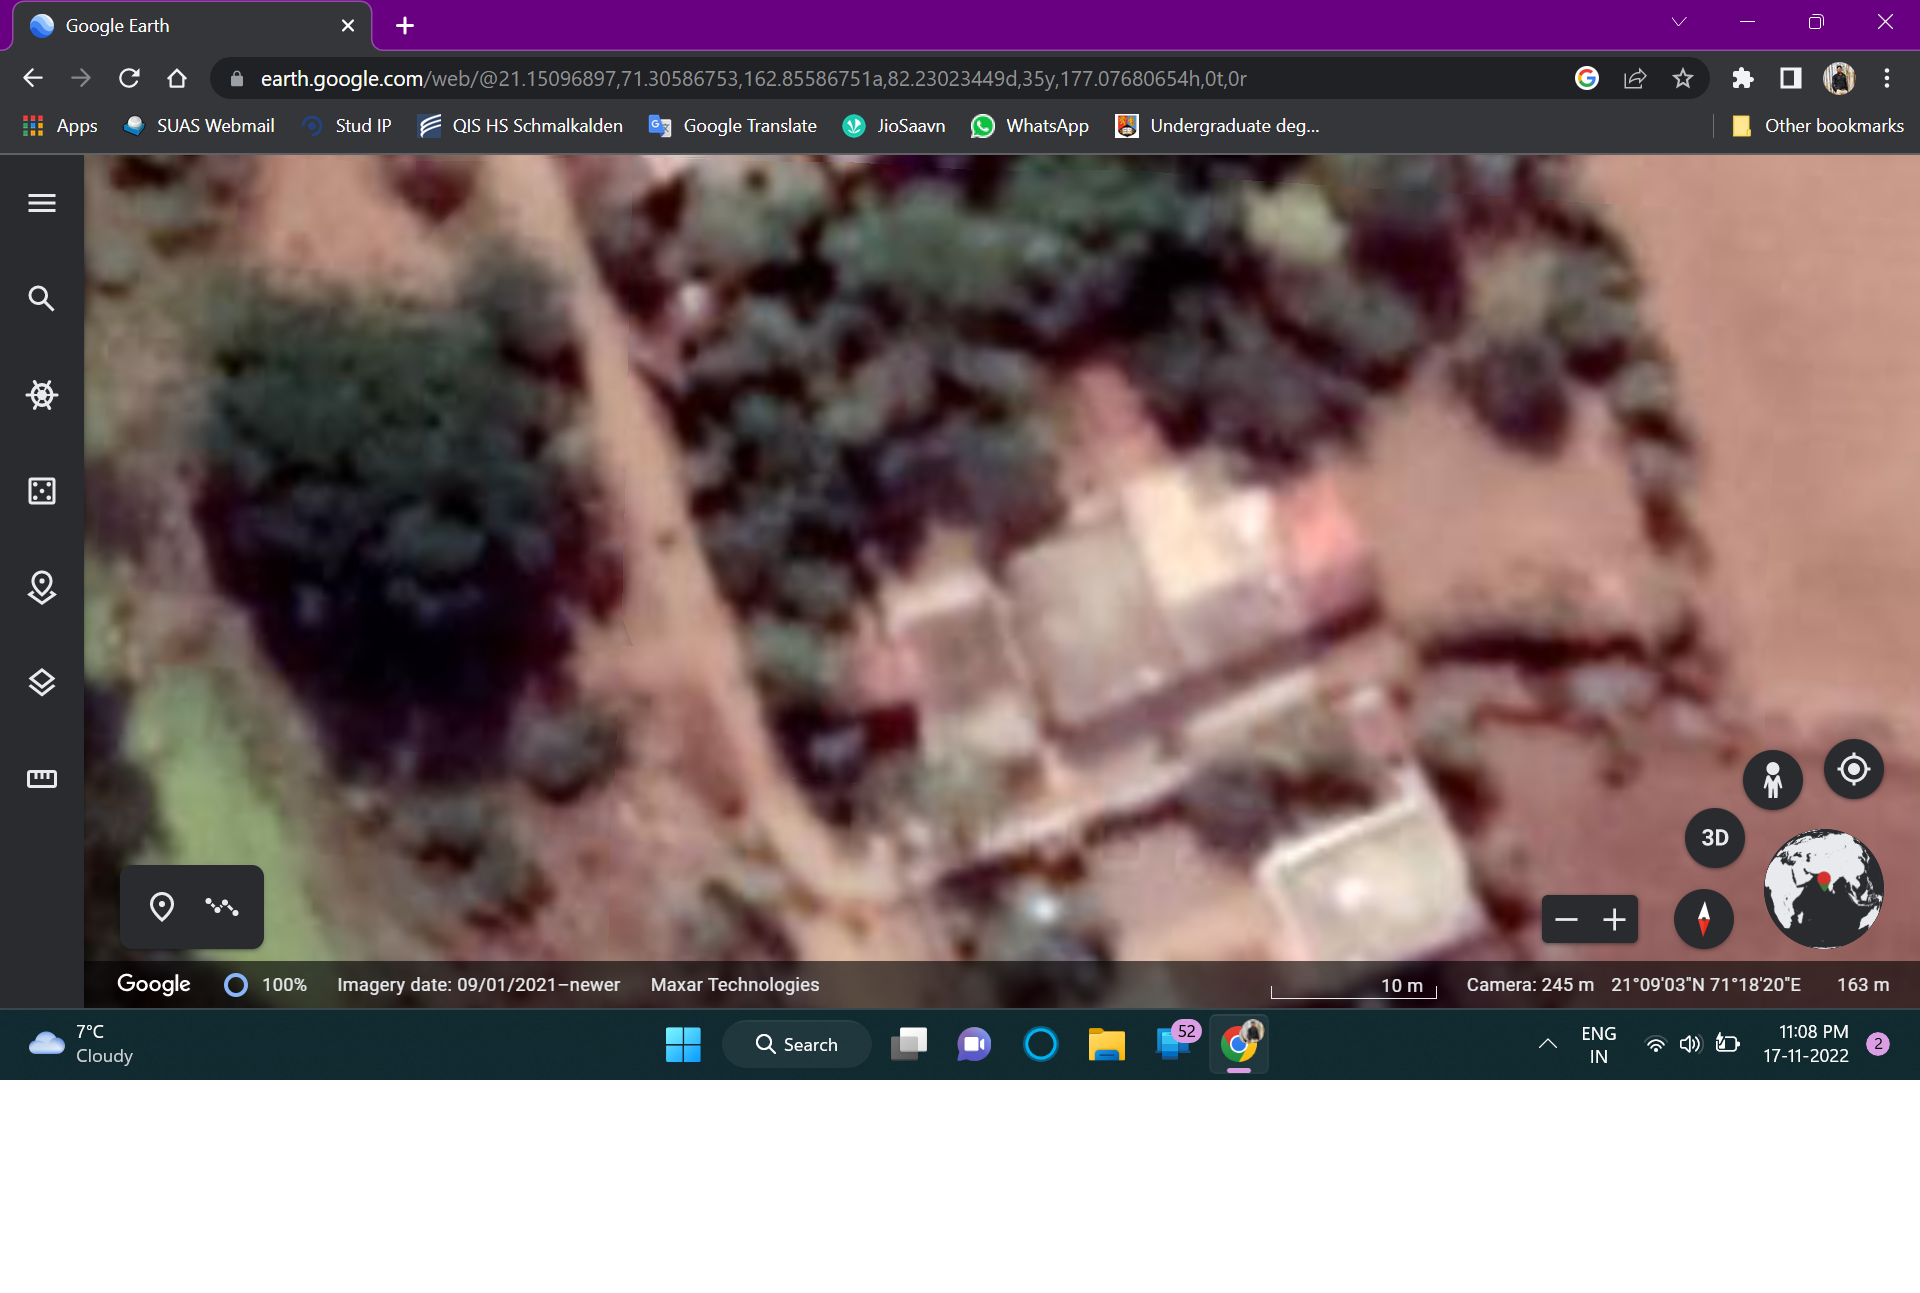 Google Earth
earth.google.com/web/@21.15096897,71.30586753,162.85586751a,82.23023449d,35y,177.07680654h,0t,0r
Apps SUAS Webmail Stud IP QIS HS Schmalkalden Google Translate JioSaavn WhatsApp Undergraduate deg... Other bookmarks
3D
Google 100% Imagery date: 09/01/2021–newer Maxar Technologies 10 m Camera: 245 m 21°09'03"N 71°18'20"E 163 m
7°C
Cloudy
Search
52
ENG
IN
11:08 PM
17-11-2022
2